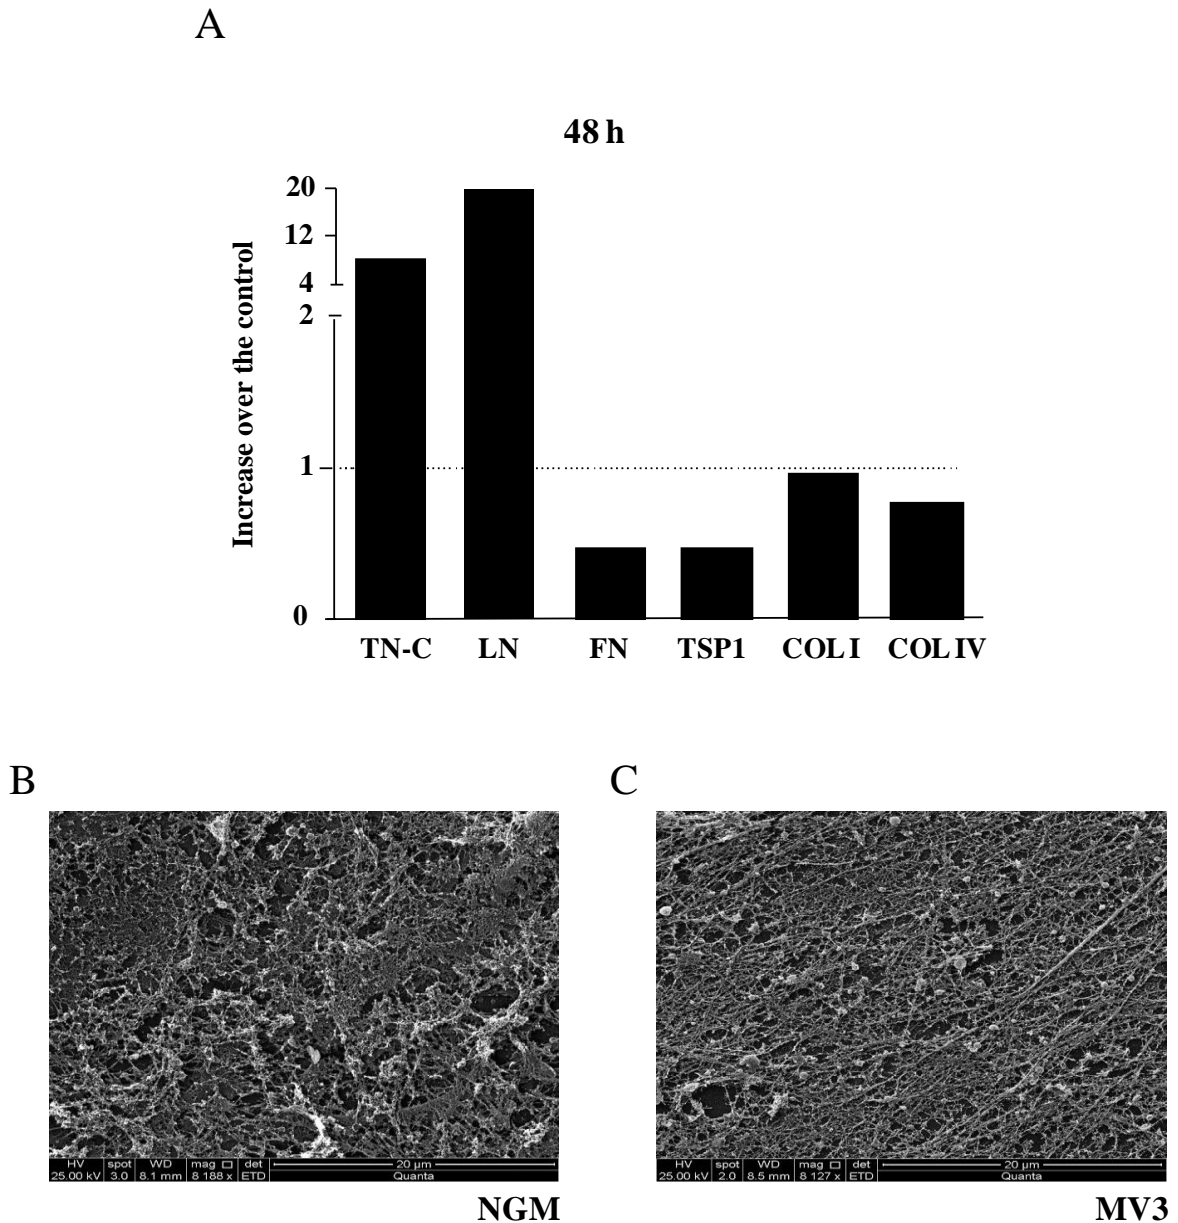 A
48 h
Increase over the control
20
12
4
2
1
0
TN-C LN FN TSP1 COL I COL IV
B C
HV spot WD mag det 20 µm
25.00 kV 3.0 8.1 mm 8 188 x ETD Quanta
HV spot WD mag det 20 µm
25.00 kV 2.0 8.5 mm 8 127 x ETD Quanta
NGM MV3